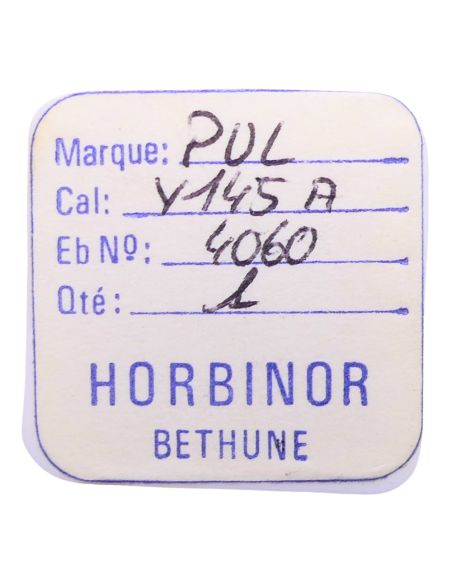 Marque: PUL
Cal: Y145 A
Eb Nº: 4060
Qté: 1
HORBINOR
BETHUNE